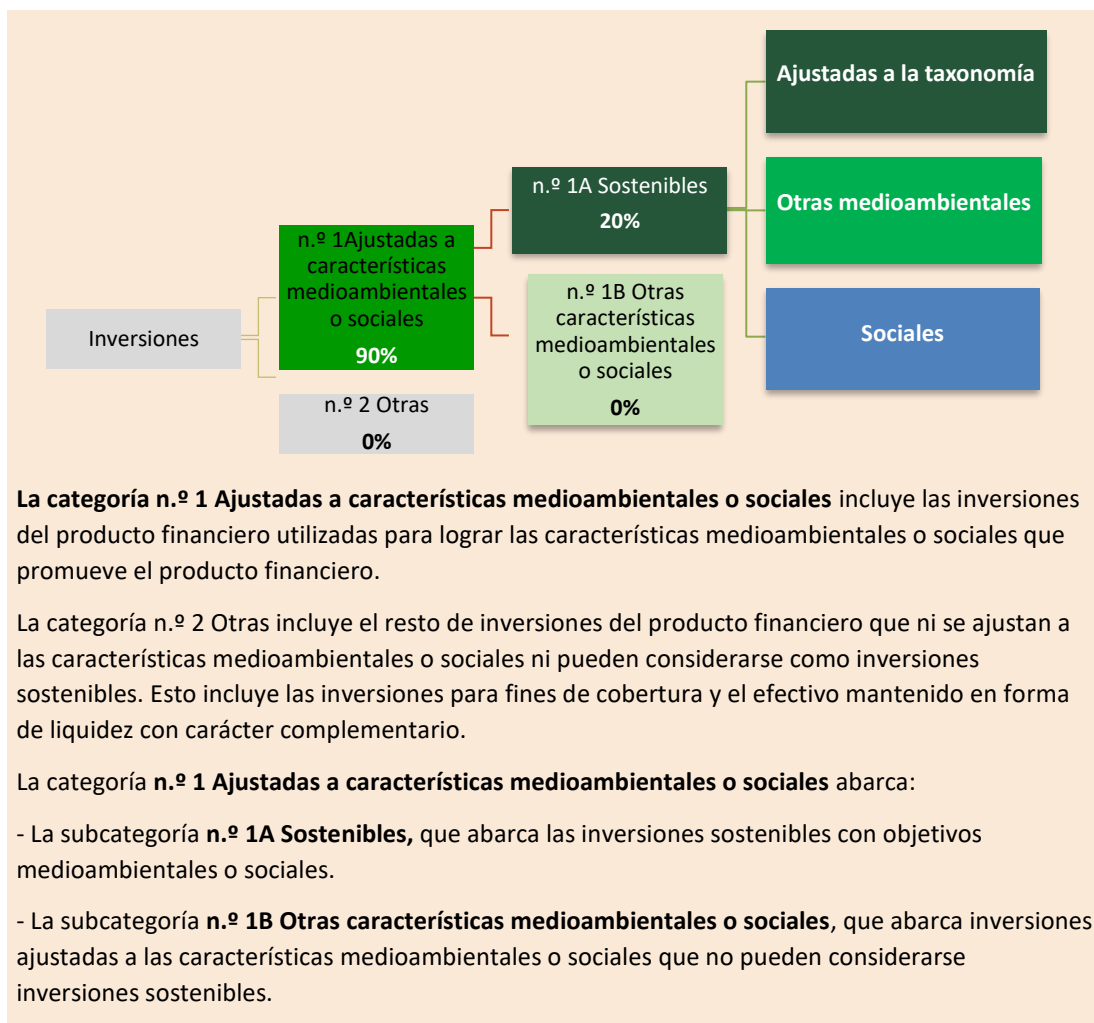 Ajustadas a la taxonomía
n.º 1A Sostenibles
20%
Otras medioambientales
n.º 1Ajustadas a
características
medioambientales
o sociales
90%
n.º 1B Otras
características
medioambientales
o sociales
0%
Inversiones
Sociales
n.º 2 Otras
0%
La categoría n.º 1 Ajustadas a características medioambientales o sociales incluye las inversiones
del producto financiero utilizadas para lograr las características medioambientales o sociales que
promueve el producto financiero.
La categoría n.º 2 Otras incluye el resto de inversiones del producto financiero que ni se ajustan a
las características medioambientales o sociales ni pueden considerarse como inversiones
sostenibles. Esto incluye las inversiones para fines de cobertura y el efectivo mantenido en forma
de liquidez con carácter complementario.
La categoría n.º 1 Ajustadas a características medioambientales o sociales abarca:
- La subcategoría n.º 1A Sostenibles, que abarca las inversiones sostenibles con objetivos
medioambientales o sociales.
- La subcategoría n.º 1B Otras características medioambientales o sociales, que abarca inversiones
ajustadas a las características medioambientales o sociales que no pueden considerarse
inversiones sostenibles.